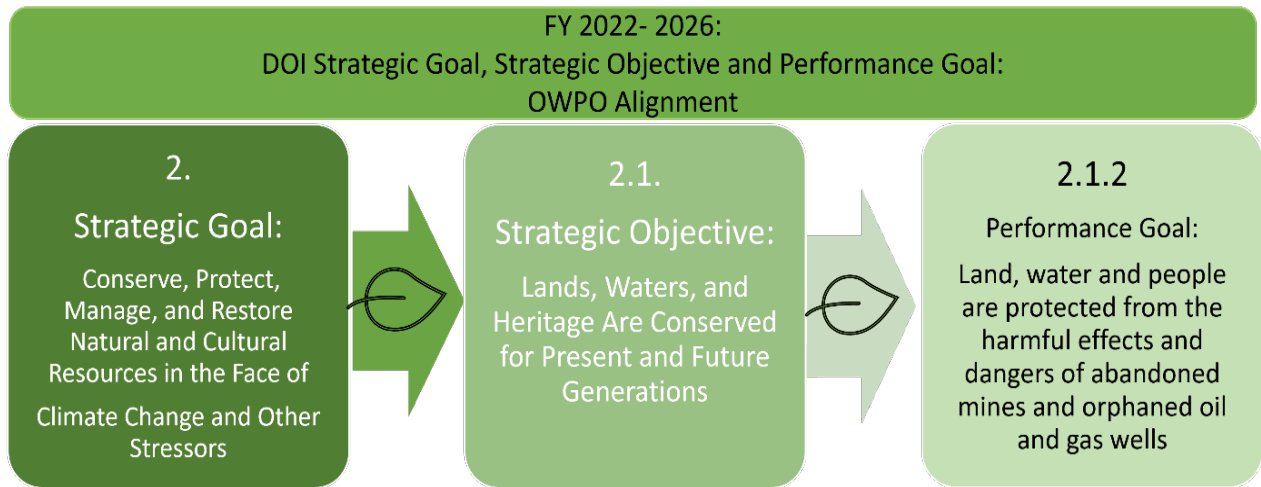 FY 2022- 2026:
DOI Strategic Goal, Strategic Objective and Performance Goal:
OWPO Alignment
2.
Strategic Goal:
Conserve, Protect,
Manage, and Restore
Natural and Cultural
Resources in the Face of
Climate Change and Other
Stressors
2.1.
Strategic Objective:
Lands, Waters, and
Heritage Are Conserved
for Present and Future
Generations
2.1.2
Performance Goal:
Land, water and people
are protected from the
harmful effects and
dangers of abandoned
mines and orphaned oil
and gas wells